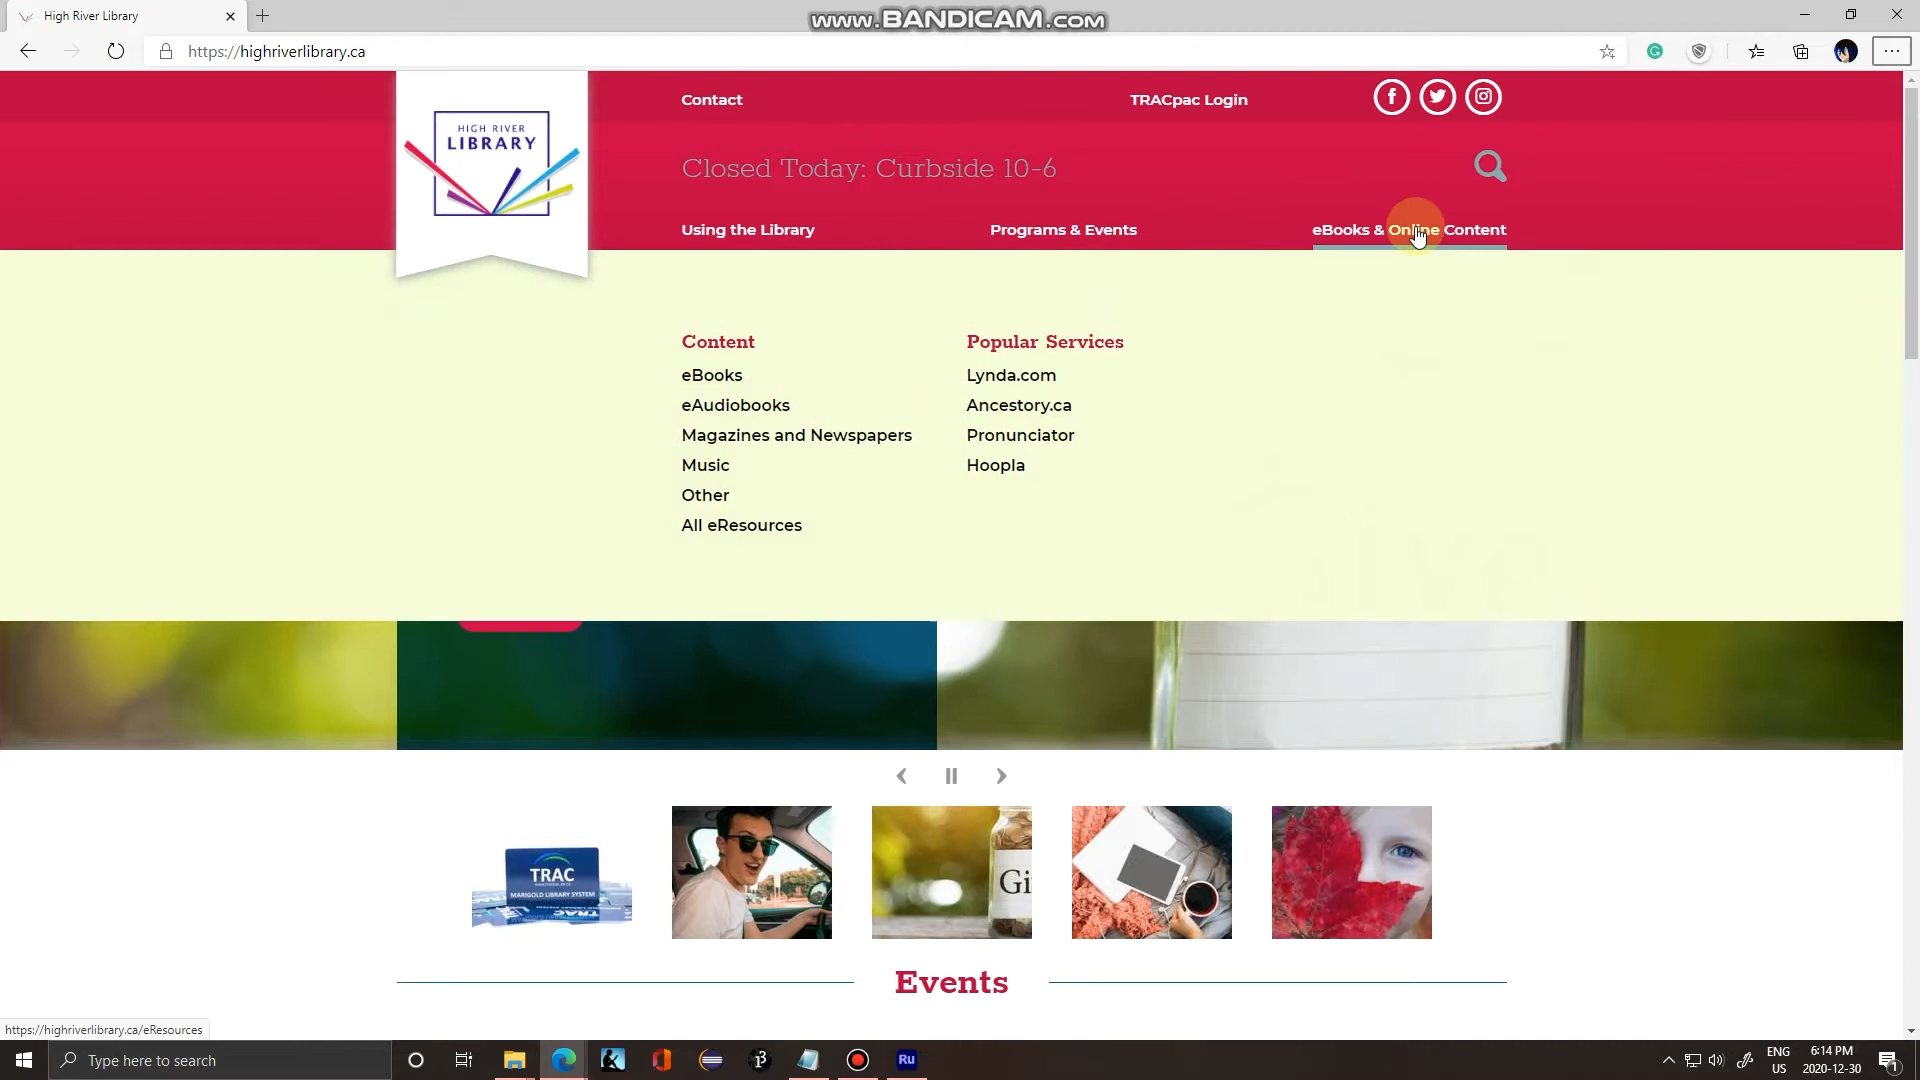 High River Library
www.BANDICAM.com
https://highriverlibrary.ca
Contact
TRACpac Login
HIGH RIVER
LIBRARY
Closed Today: Curbside 10-6
Using the Library
Programs & Events
eBooks & Online Content
Content
eBooks
eAudiobooks
Magazines and Newspapers
Music
Other
All eResources
Popular Services
Lynda.com
Ancestory.ca
Pronunciator
Hoopla
TRAC
MARIGOLD LIBRARY SYSTEM
Gi
Events
https://highriverlibrary.ca/eResources
Type here to search
Ru
ENG
US
6:14 PM
2020-12-30
1